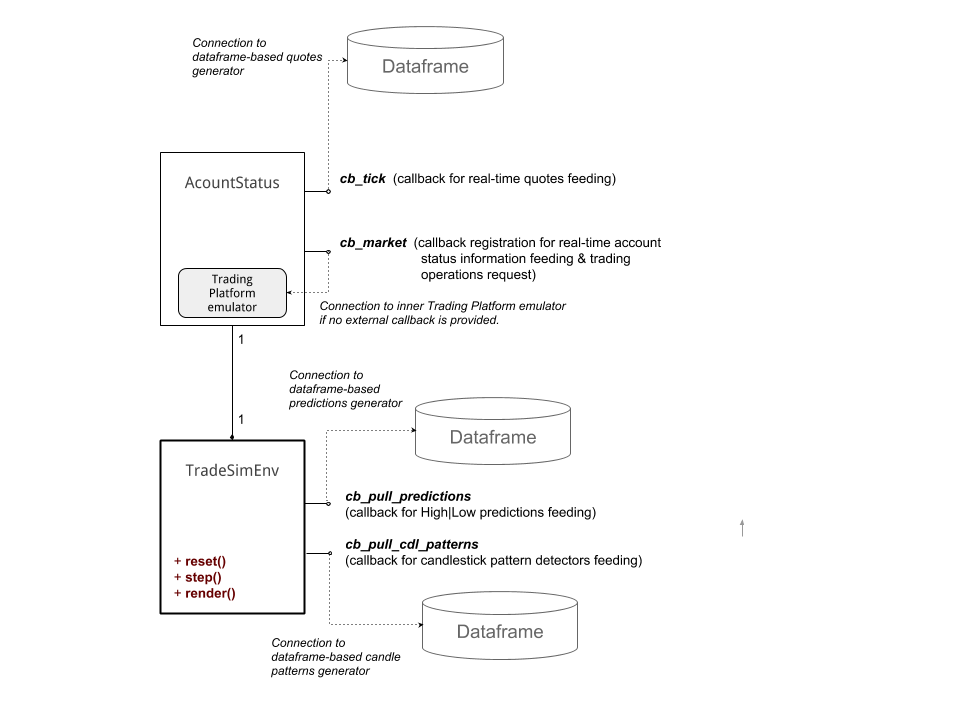 Connection to
dataframe-based quotes
generator
Dataframe
AcountStatus
cb_tick (callback for real-time quotes feeding)
cb_market (callback registration for real-time account
status information feeding & trading
operations request)
Trading
Platform
emulator
Connection to inner Trading Platform emulator
if no external callback is provided.
1
Connection to
dataframe-based
predictions generator
1
Dataframe
TradeSimEnv
cb_pull_predictions
(callback for High|Low predictions feeding)
cb_pull_cdl_patterns
(callback for candlestick pattern detectors feeding)
+ reset()
+ step()
+ render()
Dataframe
Connection to
dataframe-based candle
patterns generator